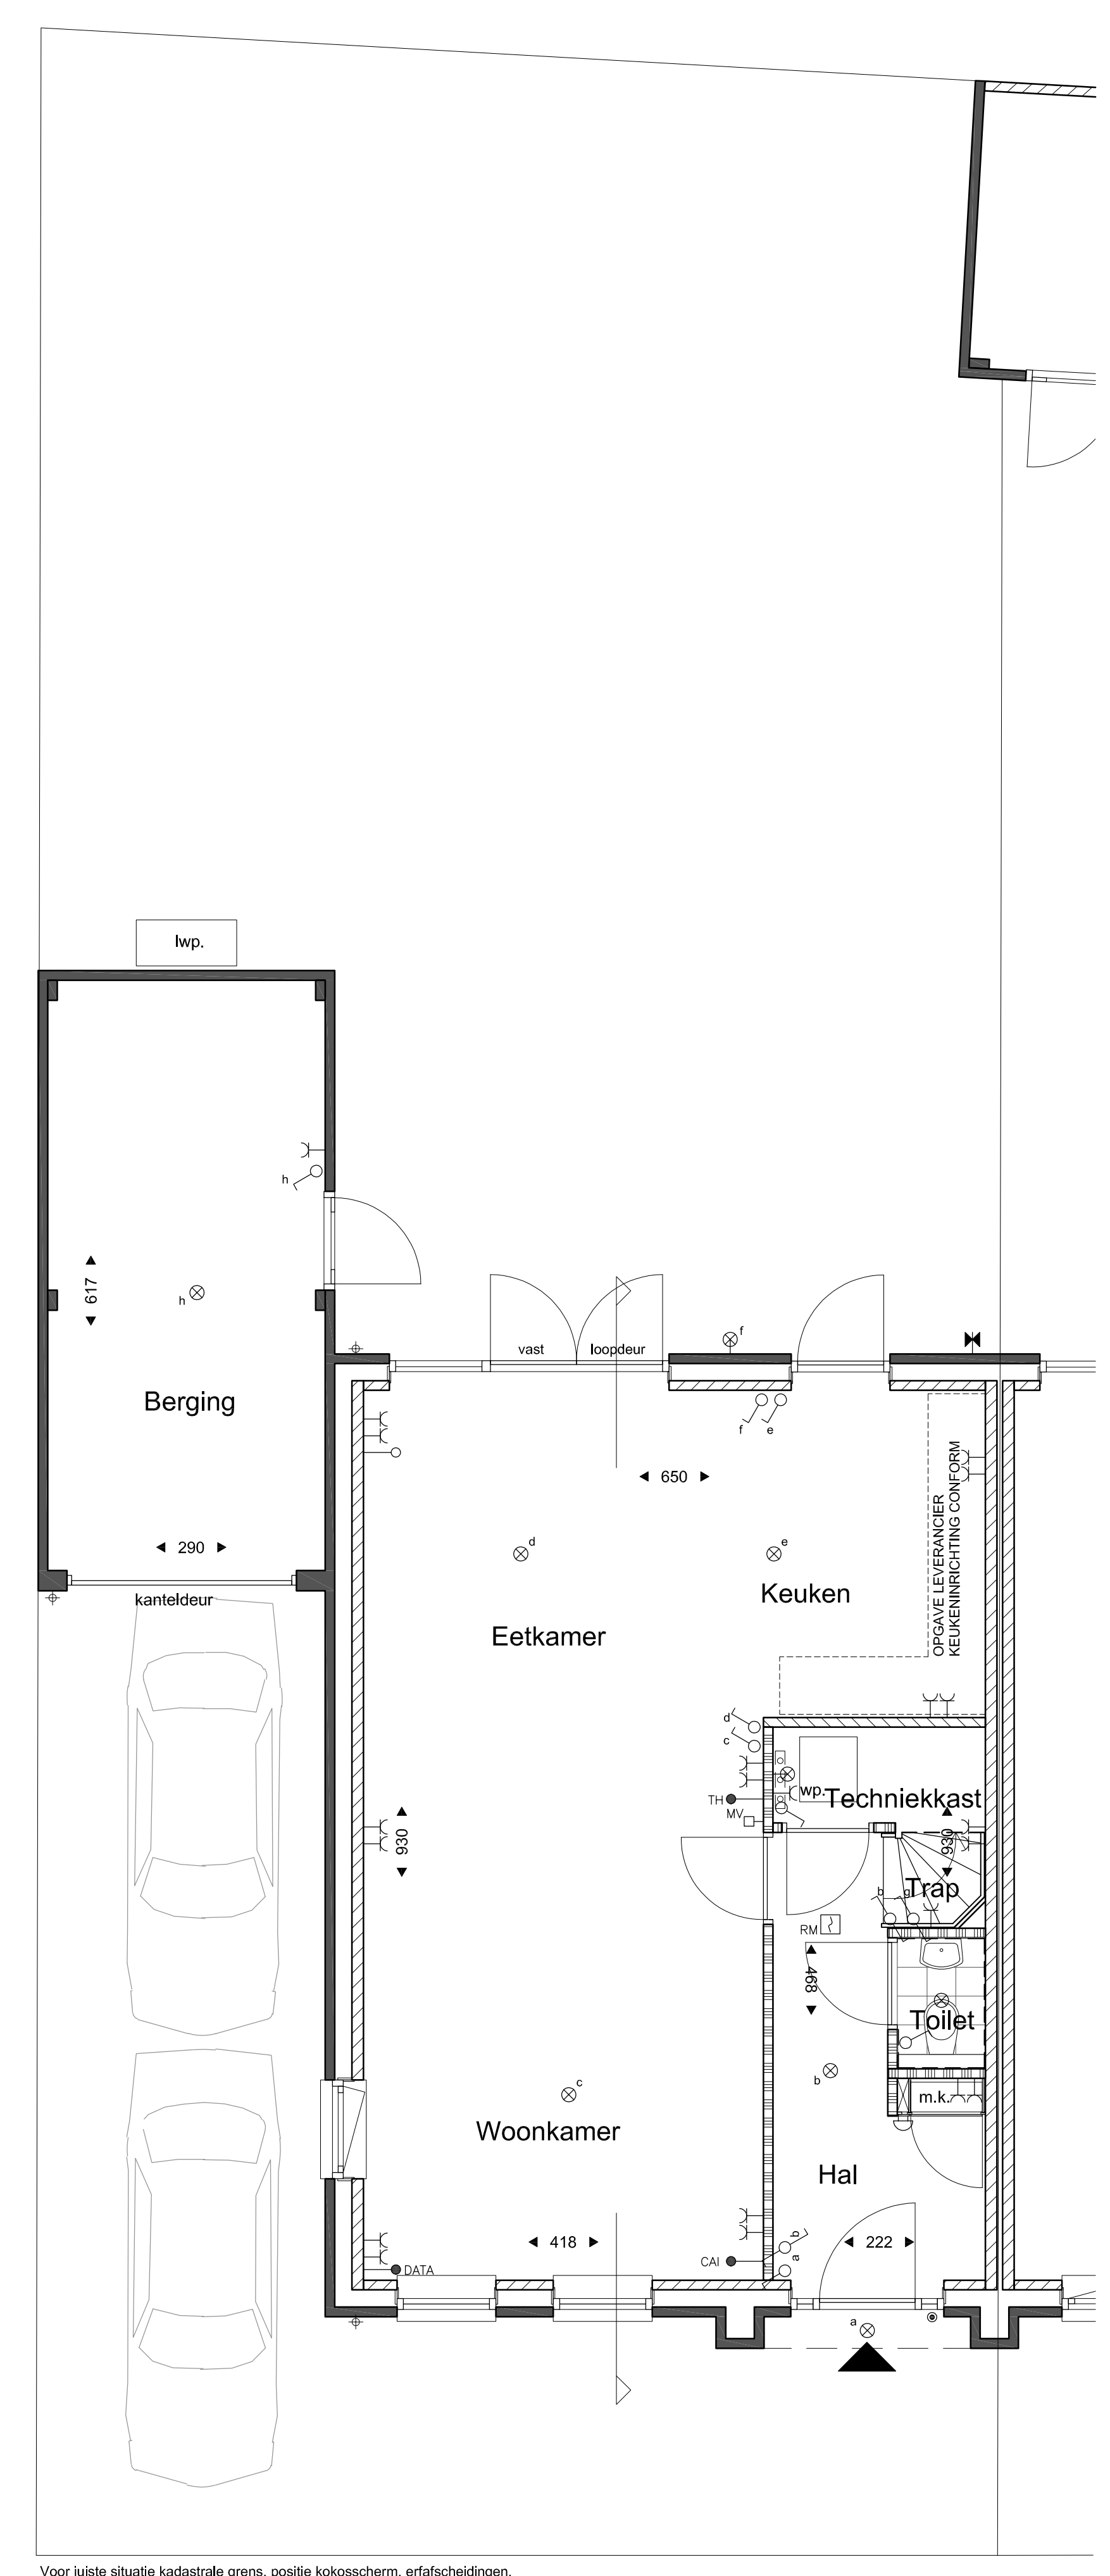 lwp.
h
617
h
Berging
290
kanteldeur
vast
loopdeur
f
f
e
650
d
e
Keuken
Eetkamer
OPGAVE LEVERANCIER
KEUKENINRICHTING CONFORM
d
c
TH
MV
wp.
Techniekkast
930
930
b
g
Trap
RM
468
Toilet
c
b
m.k.
Woonkamer
Hal
418
222
b
a
CAI
DATA
a
Voor juiste situatie kadastrale grens, positie kokosscherm, erfafscheidingen,